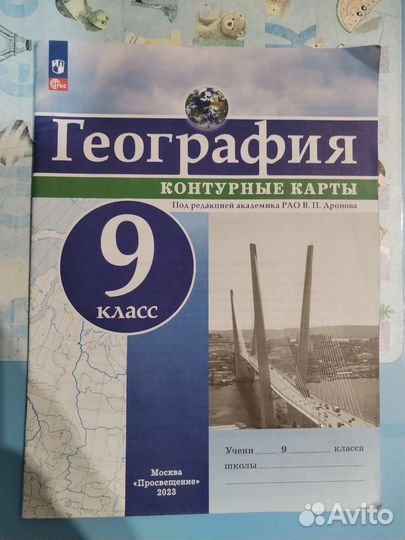 ФГОС
География
КОНТУРНЫЕ КАРТЫ
Под редакцией академика РАО В. П. Дронова
9
КЛАСС
Учени 9 класса
школы
Москва
«Просвещение»
2023
Avito